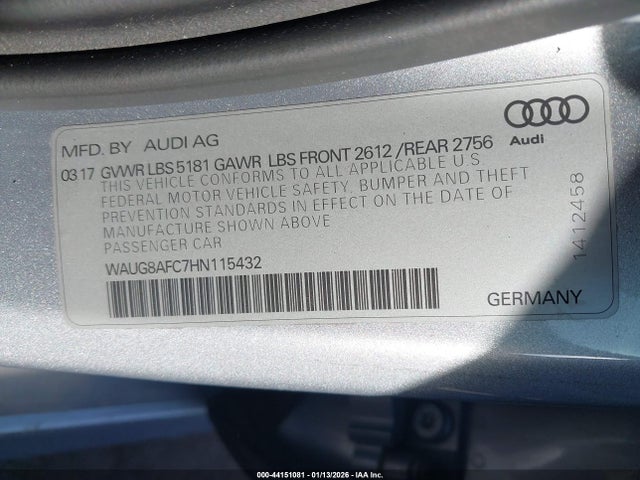 MFD. BY AUDI AG
Audi
03 17 GVWR LBS 5181 GAWR LBS FRONT 2612 /REAR 2756
THIS VEHICLE CONFORMS TO ALL APPLICABLE U.S
FEDERAL MOTOR VEHICLE SAFETY, BUMPER AND THEFT
PREVENTION STANDARDS IN EFFECT ON THE DATE OF
MANUFACTURE SHOWN ABOVE
PASSENGER CAR
WAUG8AFC7HN115432
1412458
GERMANY
000-44151081 - 01/13/2026 - IAA Inc.